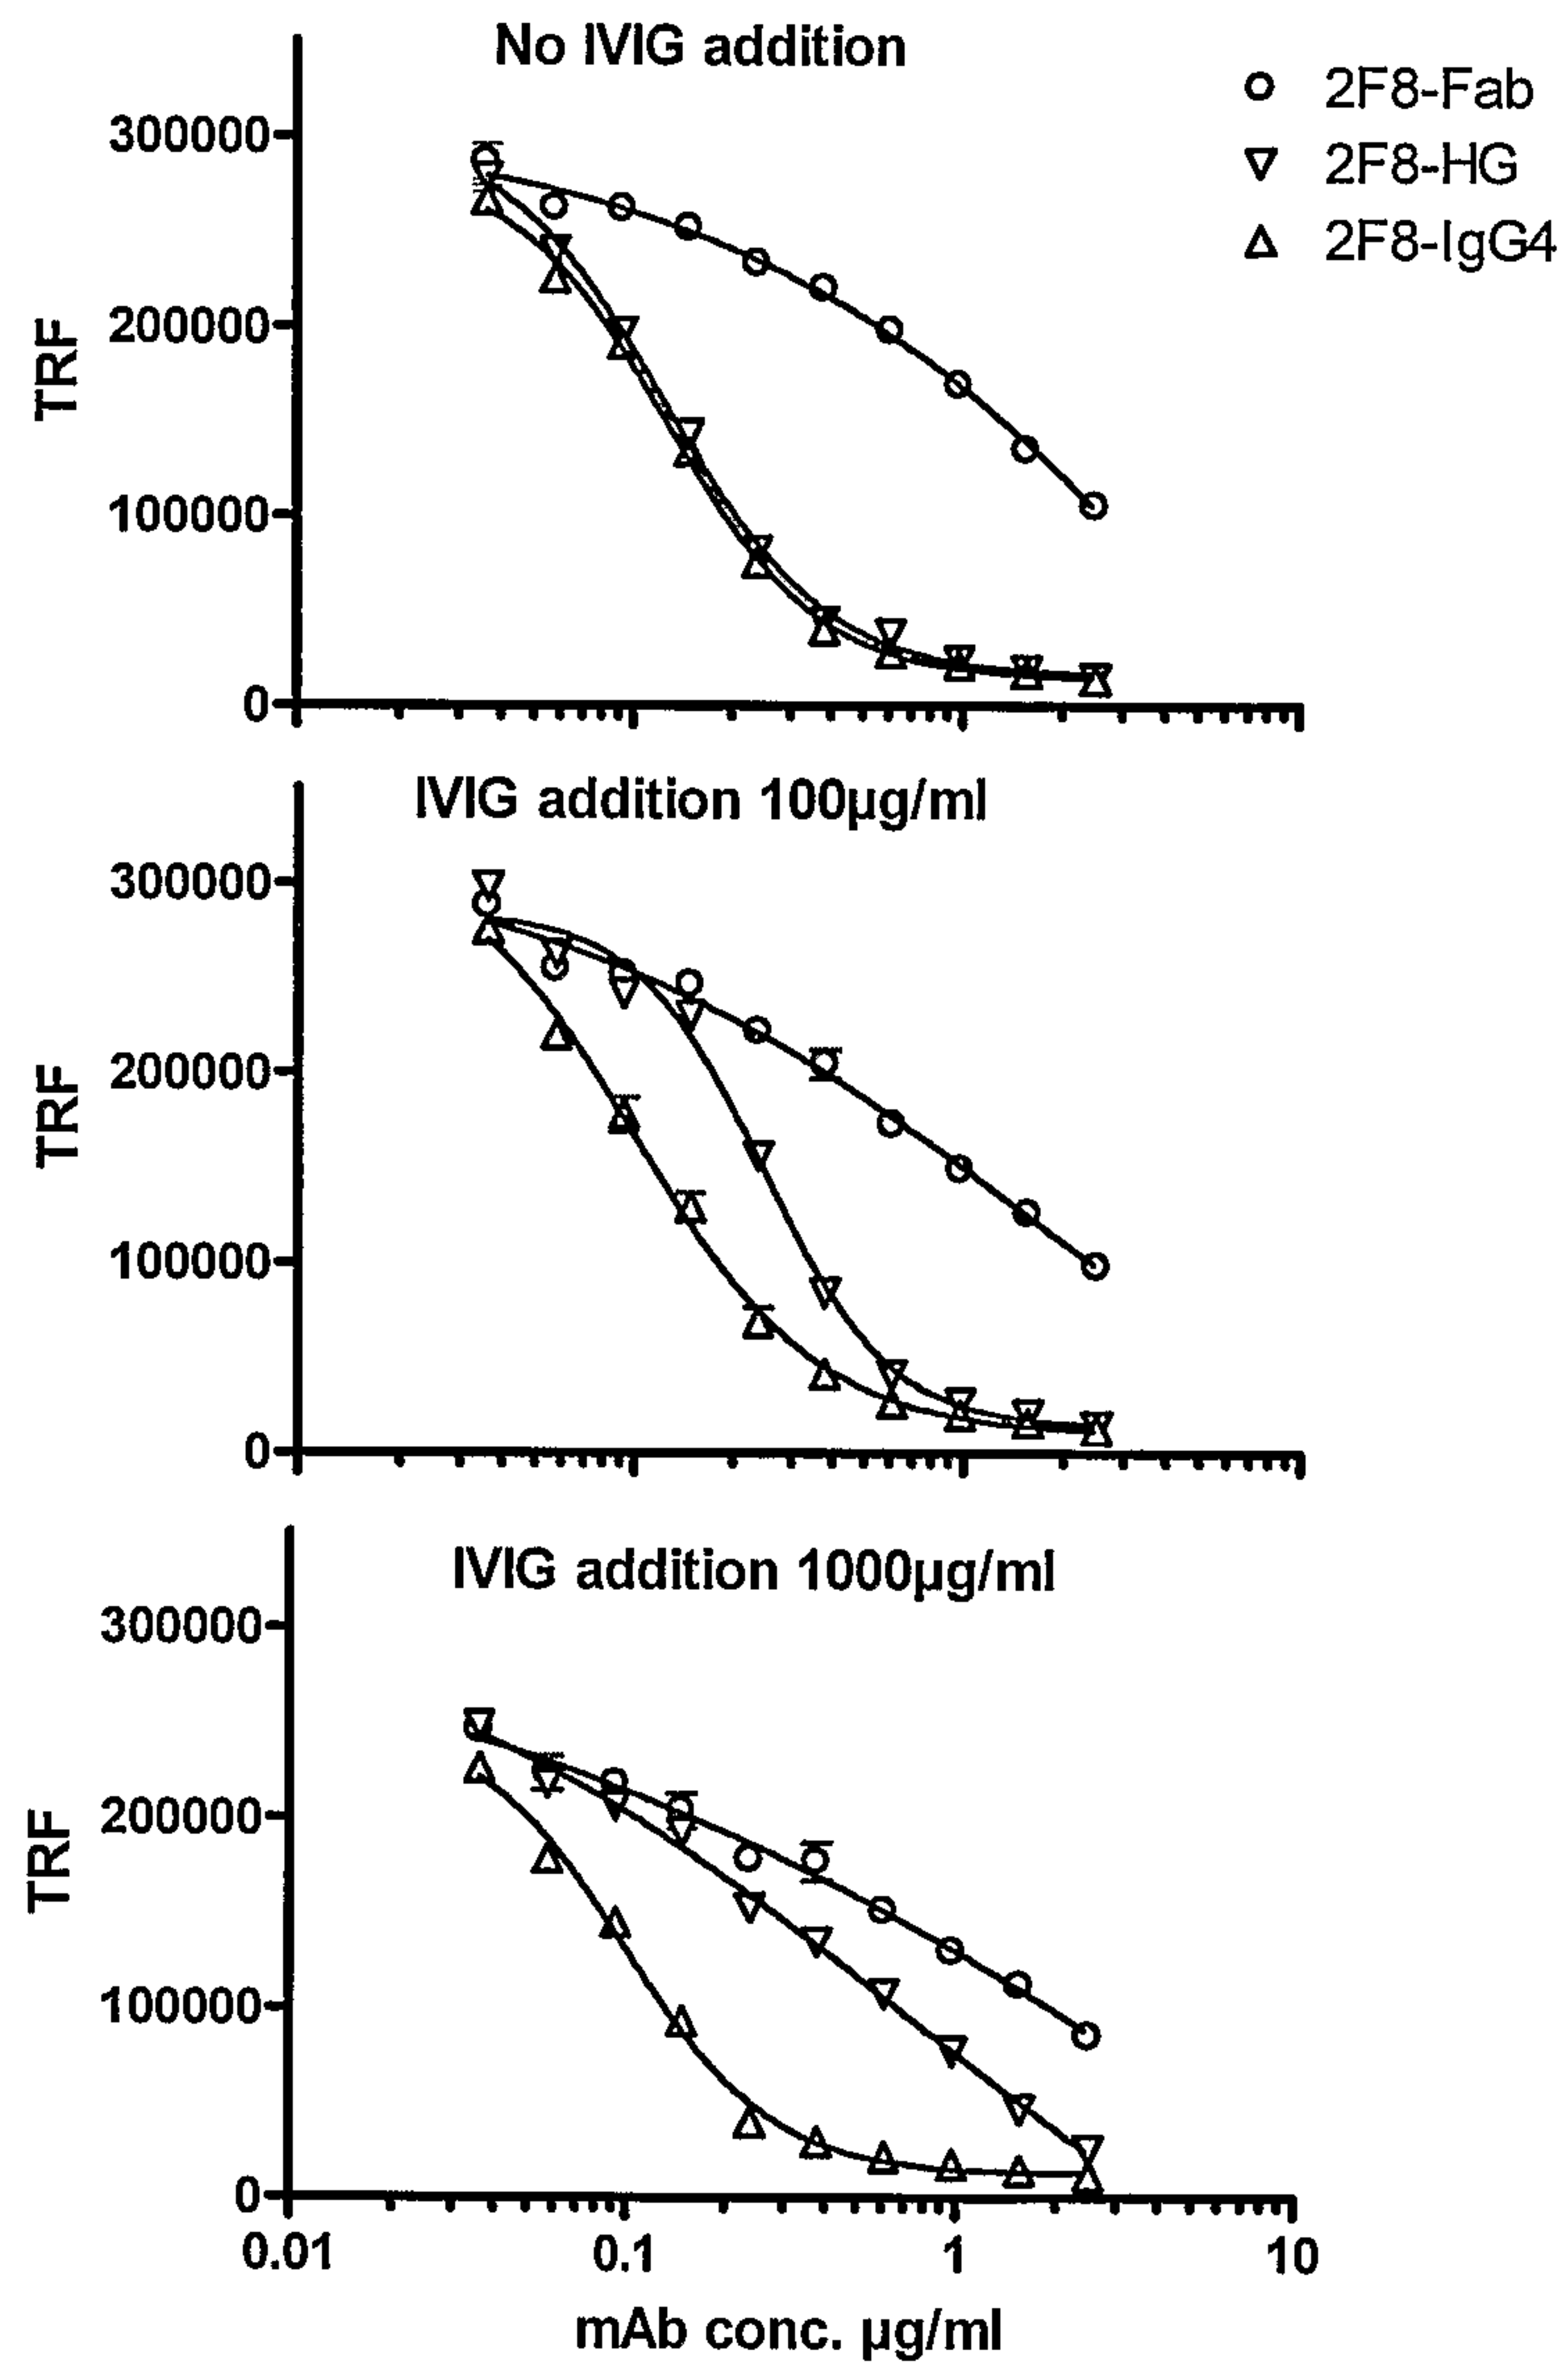 No IVIG addition
2F8-Fab
2F8-HG
2F8-IgG4
300000
200000
100000
0
TRF
IVIG addition 100µg/ml
300000
200000
100000
0
TRF
IVIG addition 1000µg/ml
300000
200000
100000
0
TRF
0.01
0.1
1
10
mAb conc. µg/ml